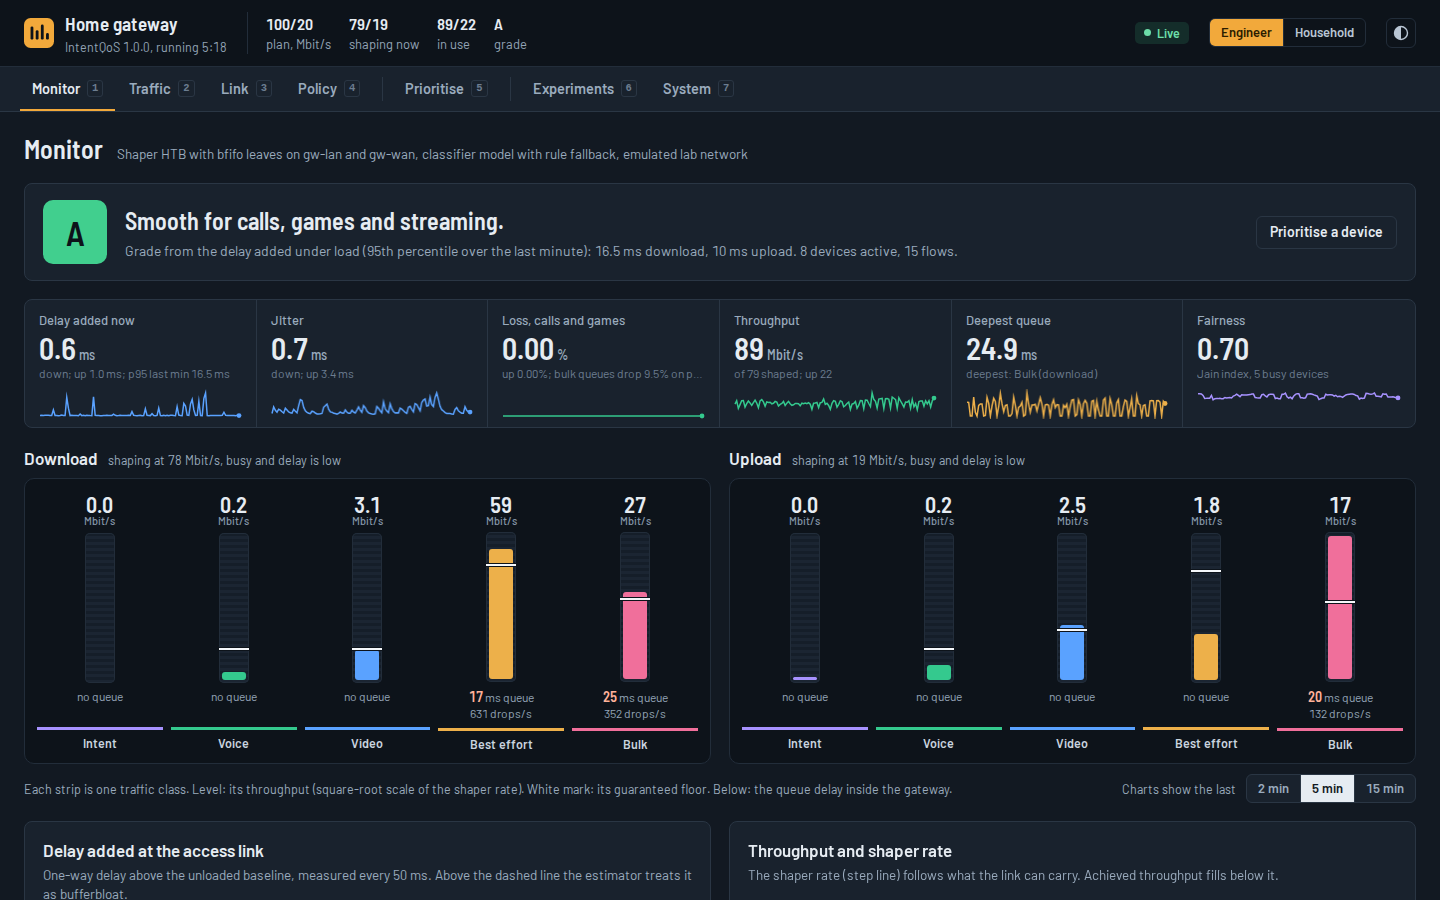 Home gateway
IntentQoS 1.0.0, running 5:18
100/20
plan, Mbit/s
79/19
shaping now
89/22
in use
A
grade
Live
Engineer
Household
Monitor 1
Traffic 2
Link 3
Policy 4
Prioritise 5
Experiments 6
System 7
Monitor
Shaper HTB with bfifo leaves on gw-lan and gw-wan, classifier model with rule fallback, emulated lab network
A
Smooth for calls, games and streaming.
Grade from the delay added under load (95th percentile over the last minute): 16.5 ms download, 10 ms upload. 8 devices active, 15 flows.
Prioritise a device
Delay added now
0.6 ms
down; up 1.0 ms; p95 last min 16.5 ms
Jitter
0.7 ms
down; up 3.4 ms
Loss, calls and games
0.00 %
up 0.00%; bulk queues drop 9.5% on p...
Throughput
89 Mbit/s
of 79 shaped; up 22
Deepest queue
24.9 ms
deepest: Bulk (download)
Fairness
0.70
Jain index, 5 busy devices
Download
shaping at 78 Mbit/s, busy and delay is low
0.0
Mbit/s
no queue
Intent
0.2
Mbit/s
no queue
Voice
3.1
Mbit/s
no queue
Video
59
Mbit/s
17 ms queue
631 drops/s
Best effort
27
Mbit/s
25 ms queue
352 drops/s
Bulk
Upload
shaping at 19 Mbit/s, busy and delay is low
0.0
Mbit/s
no queue
Intent
0.2
Mbit/s
no queue
Voice
2.5
Mbit/s
no queue
Video
1.8
Mbit/s
no queue
Best effort
17
Mbit/s
20 ms queue
132 drops/s
Bulk
Each strip is one traffic class. Level: its throughput (square-root scale of the shaper rate). White mark: its guaranteed floor. Below: the queue delay inside the gateway.
Charts show the last
2 min
5 min
15 min
Delay added at the access link
One-way delay above the unloaded baseline, measured every 50 ms. Above the dashed line the estimator treats it
as bufferbloat.
Throughput and shaper rate
The shaper rate (step line) follows what the link can carry. Achieved throughput fills below it.